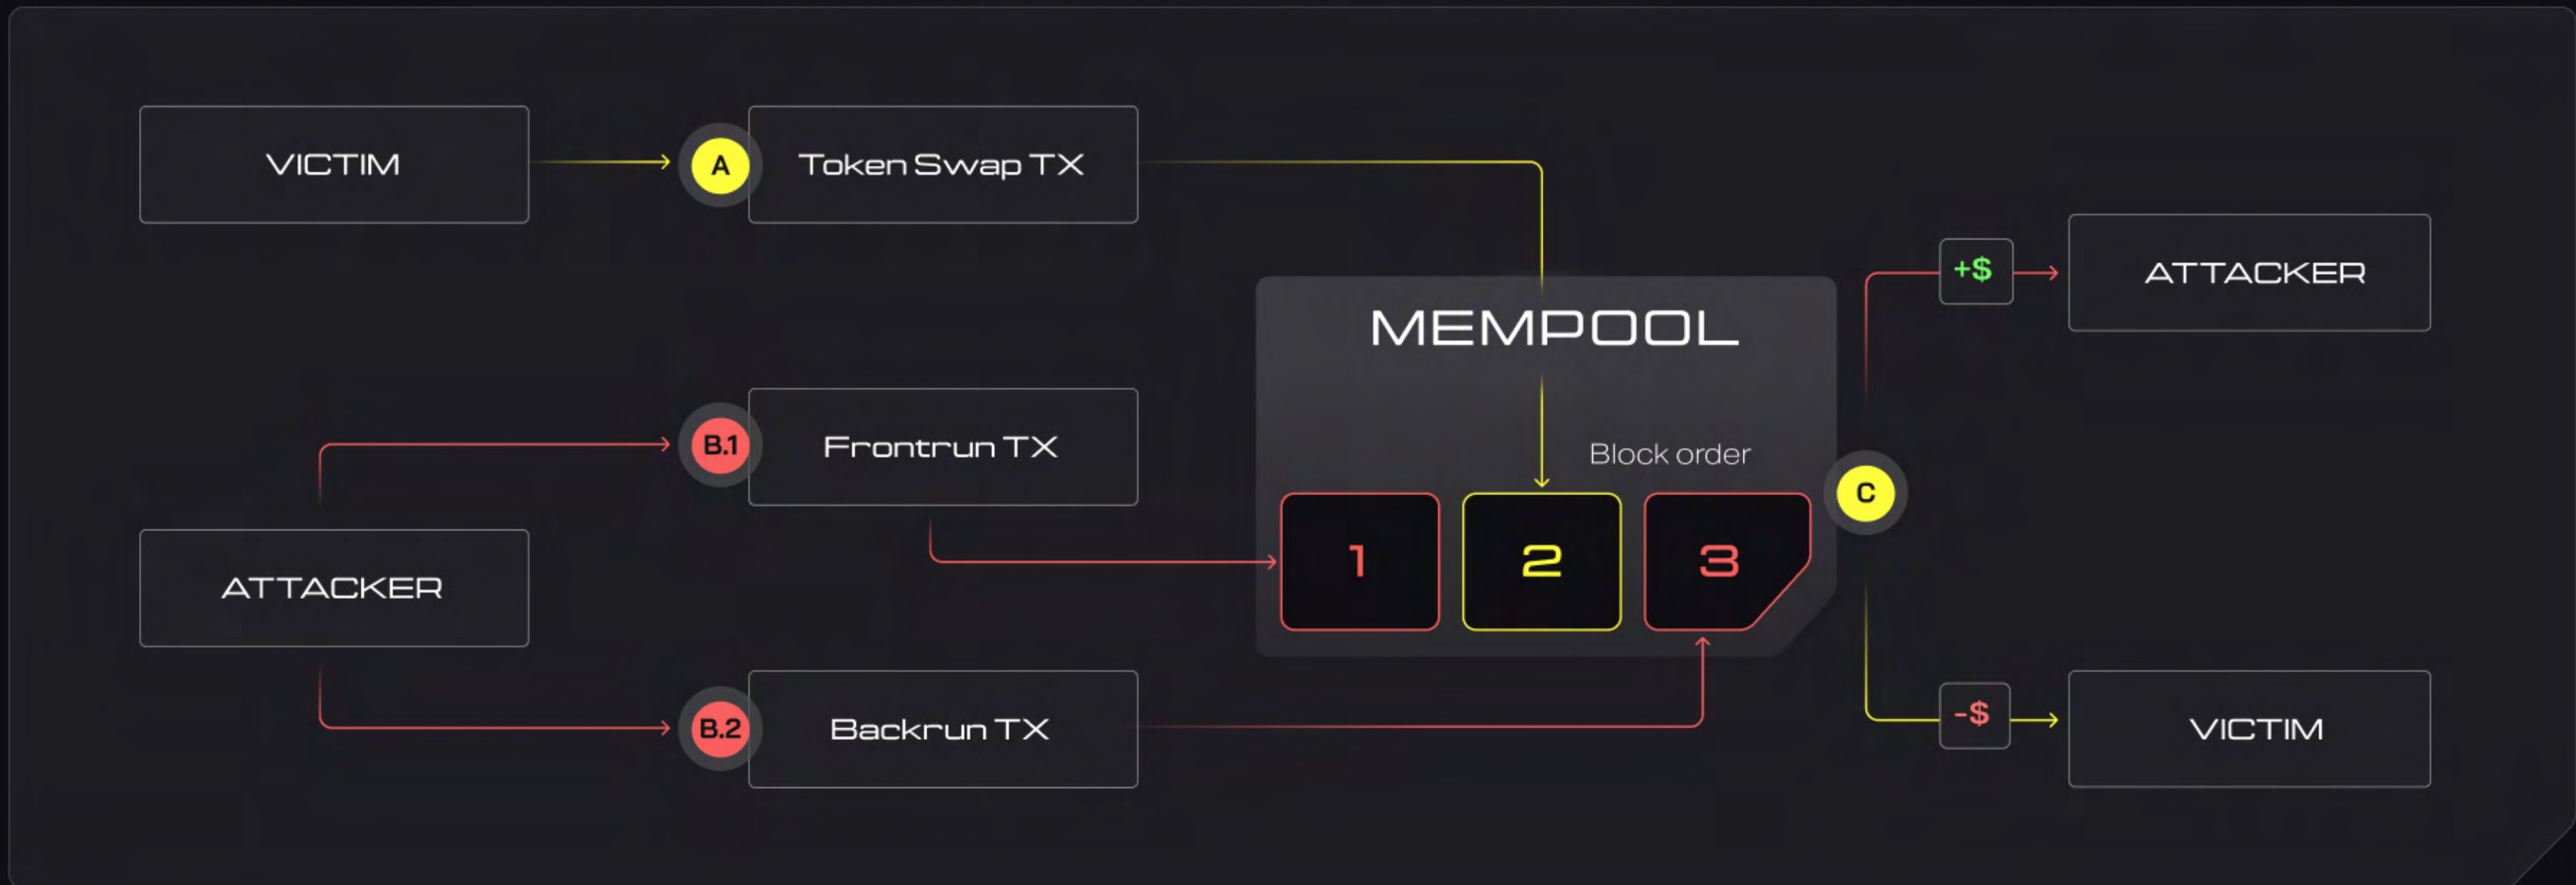 VICTIM
A
Token Swap TX
ATTACKER
B.1
Frontrun TX
B.2
Backrun TX
MEMPOOL
Block order
1
2
3
C
+$
ATTACKER
-$
VICTIM